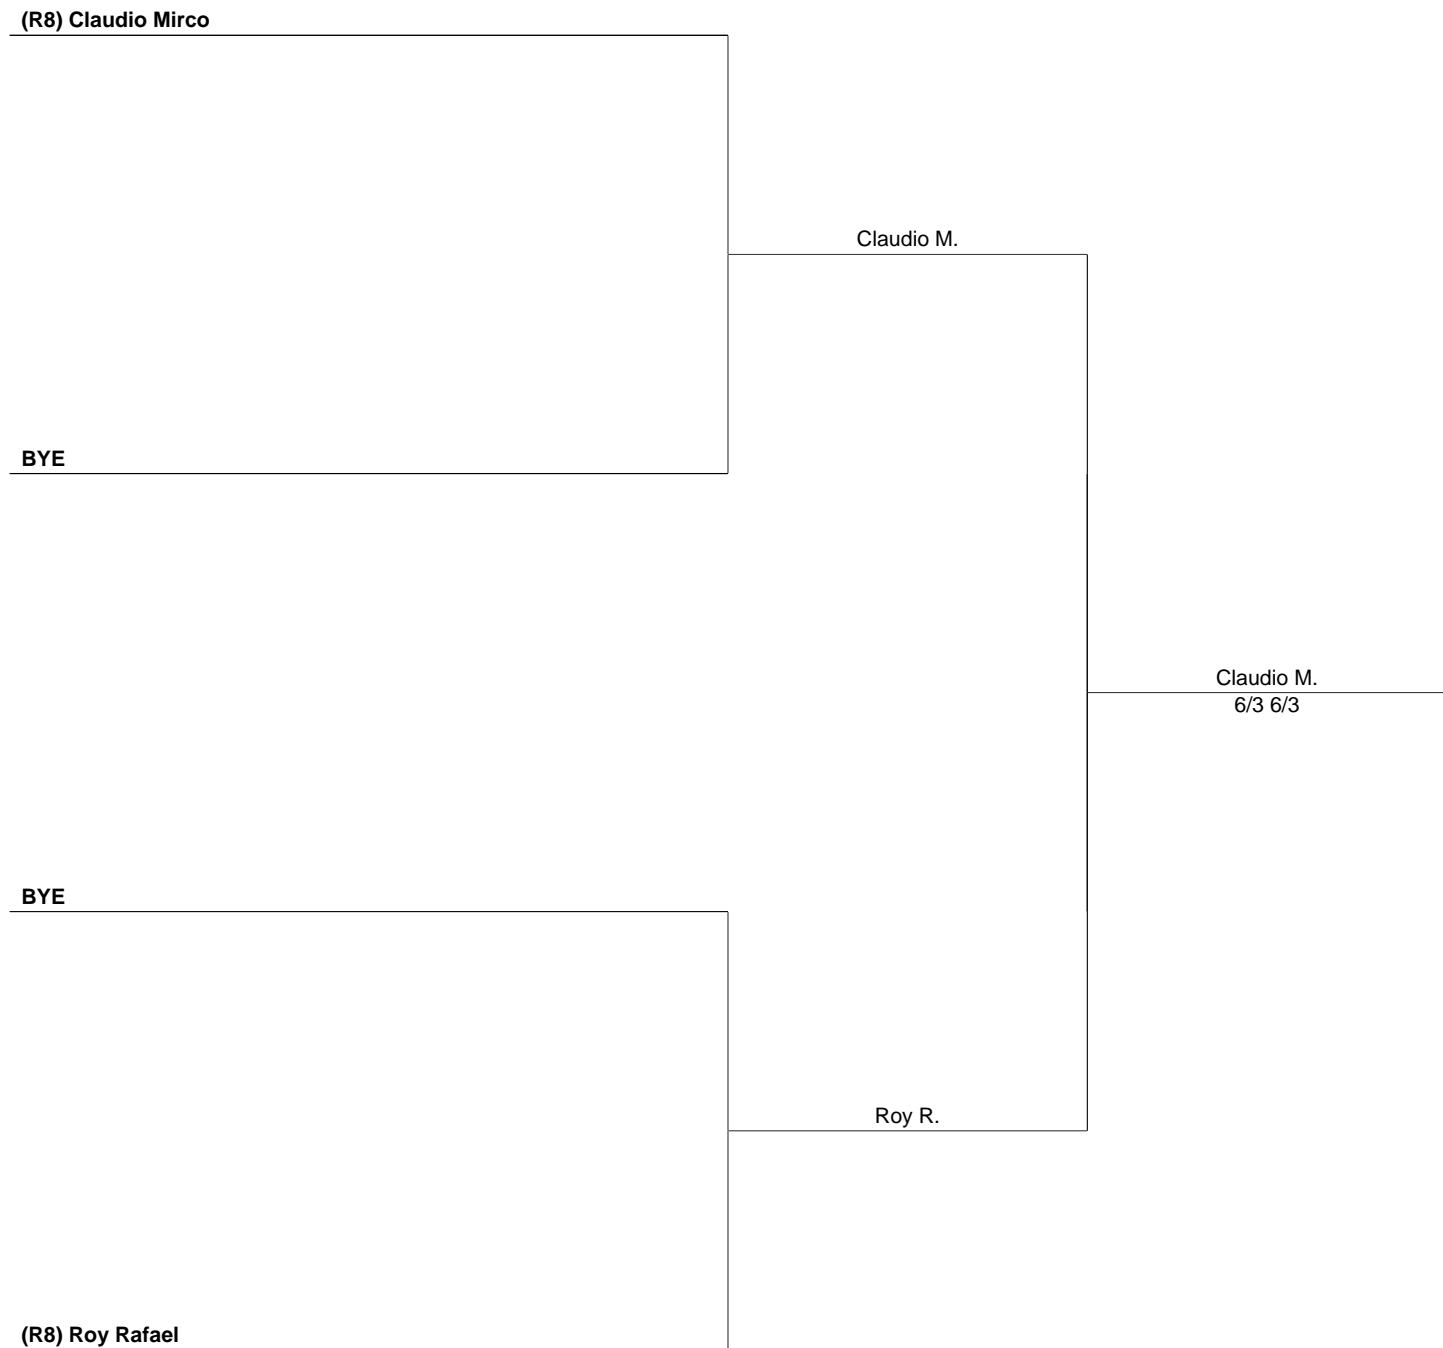 (R8) Claudio Mirco
Claudio M.
BYE
Claudio M.
6/3 6/3
BYE
Roy R.
(R8) Roy Rafael